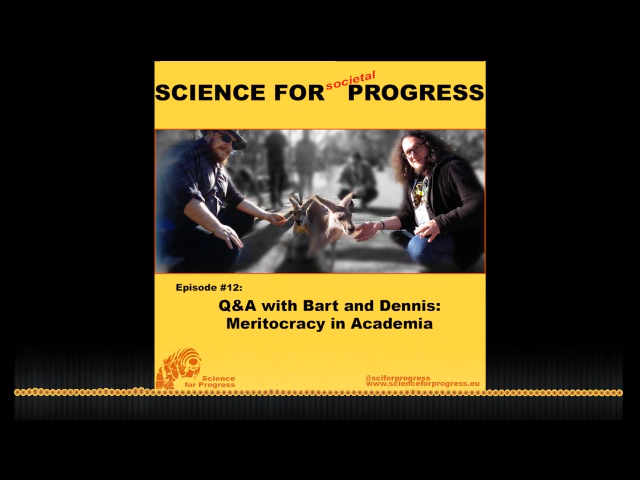 societal
SCIENCE FOR PROGRESS
Episode #12:
Q&A with Bart and Dennis:
Meritocracy in Academia
Science
for Progress
@sciforprogress
www.scienceforprogress.eu